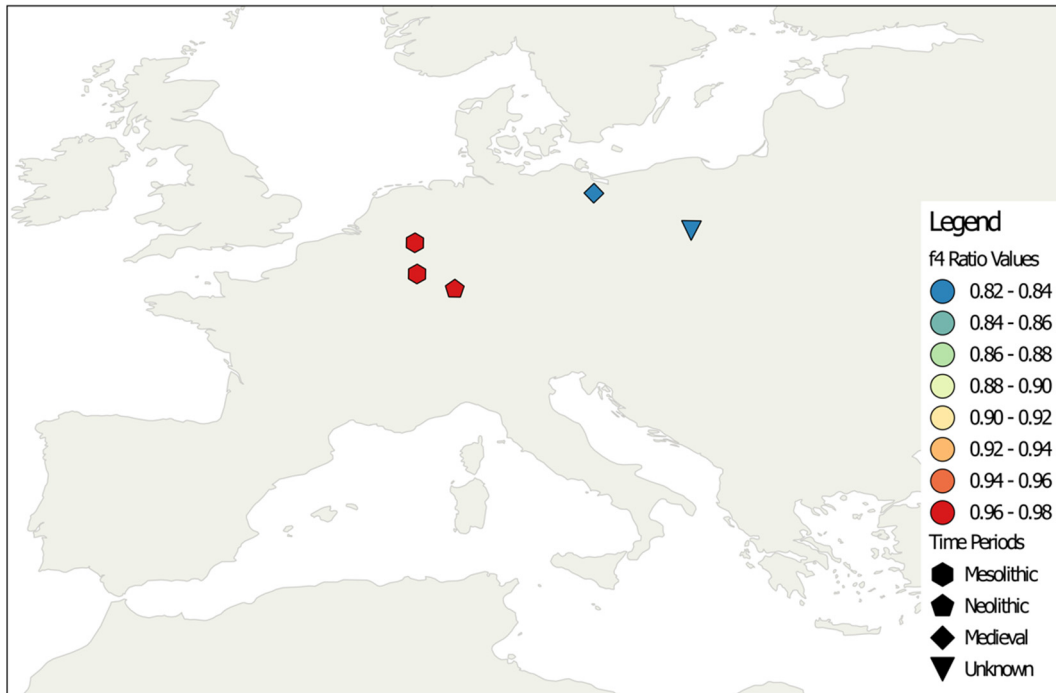 Legend
f4 Ratio Values
0.82 - 0.84
0.84 - 0.86
0.86 - 0.88
0.88 - 0.90
0.90 - 0.92
0.92 - 0.94
0.94 - 0.96
0.96 - 0.98
Time Periods
Mesolithic
Neolithic
Medieval
Unknown